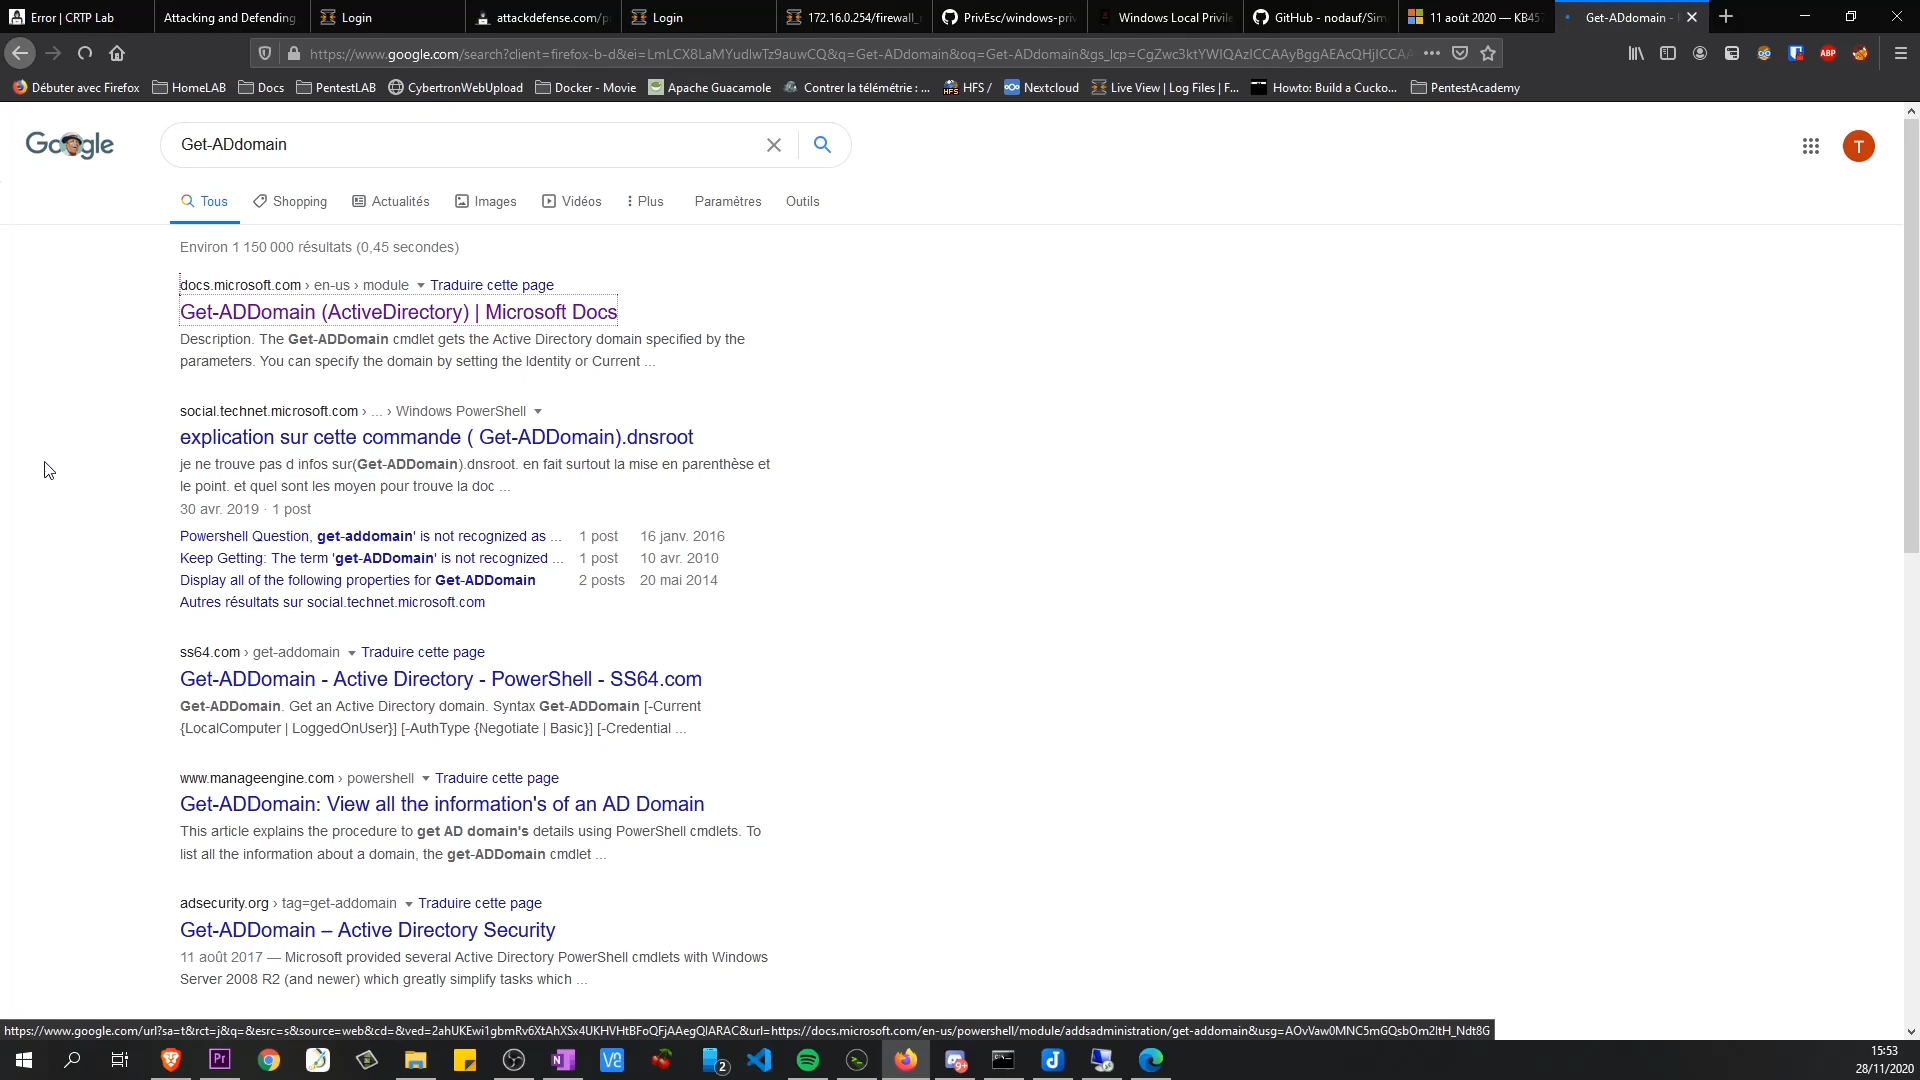 Error | CRTP Lab
Attacking and Defending
Login
attackdefense.com/p
Login
172.16.0.254/firewall_
PrivEsc/windows-priv
Windows Local Privile
GitHub - nodauf/Sim
11 août 2020 — KB457
Get-ADdomain -
https://www.google.com/search?client=firefox-b-d&ei=LmLCX8LaMYudlwTz9auwCQ&q=Get-ADdomain&oq=Get-ADdomain&gs_lcp=CgZwc3ktYWIQAzICCAAyBggAEAcQHjICCAA
ABP
Débuter avec Firefox
HomeLAB
Docs
PentestLAB
CybertronWebUpload
Docker - Movie
Apache Guacamole
Contrer la télémétrie : ...
HFS /
Nextcloud
Live View | Log Files | F...
Howto: Build a Cucko...
PentestAcademy
Google
Get-ADdomain
T
Tous
Shopping
Actualités
Images
Vidéos
Plus
Paramètres
Outils
Environ 1 150 000 résultats (0,45 secondes)
docs.microsoft.com › en-us › module
Traduire cette page
Get-ADDomain (ActiveDirectory) | Microsoft Docs
Description. The Get-ADDomain cmdlet gets the Active Directory domain specified by the
parameters. You can specify the domain by setting the Identity or Current ...
social.technet.microsoft.com › ... › Windows PowerShell
explication sur cette commande ( Get-ADDomain).dnsroot
je ne trouve pas d infos sur(Get-ADDomain).dnsroot. en fait surtout la mise en parenthèse et
le point. et quel sont les moyen pour trouve la doc ...
30 avr. 2019 · 1 post
Powershell Question, get-addomain' is not recognized as ... 1 post 16 janv. 2016
Keep Getting: The term 'get-ADDomain' is not recognized ... 1 post 10 avr. 2010
Display all of the following properties for Get-ADDomain 2 posts 20 mai 2014
Autres résultats sur social.technet.microsoft.com
ss64.com › get-addomain
Traduire cette page
Get-ADDomain - Active Directory - PowerShell - SS64.com
Get-ADDomain. Get an Active Directory domain. Syntax Get-ADDomain [-Current
{LocalComputer | LoggedOnUser}] [-AuthType {Negotiate | Basic}] [-Credential ...
www.manageengine.com › powershell
Traduire cette page
Get-ADDomain: View all the information's of an AD Domain
This article explains the procedure to get AD domain's details using PowerShell cmdlets. To
list all the information about a domain, the get-ADDomain cmdlet ...
adsecurity.org › tag=get-addomain
Traduire cette page
Get-ADDomain – Active Directory Security
11 août 2017 — Microsoft provided several Active Directory PowerShell cmdlets with Windows
Server 2008 R2 (and newer) which greatly simplify tasks which ...
https://www.google.com/url?sa=t&rct=j&q=&esrc=s&source=web&cd=&ved=2ahUKEwi1gbmRv6XtAhXSx4UKHVHtBFoQFjAAegQIARAC&url=https://docs.microsoft.com/en-us/powershell/module/addsadministration/get-addomain&usg=AOvVaw0MNC5mGQsbOm2ltH_Ndt8G
Pr
2
9+
15:53
28/11/2020